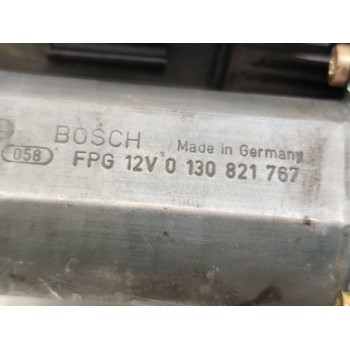 BOSCH Made in Germany
058 FPG 12V 0 130 821 767